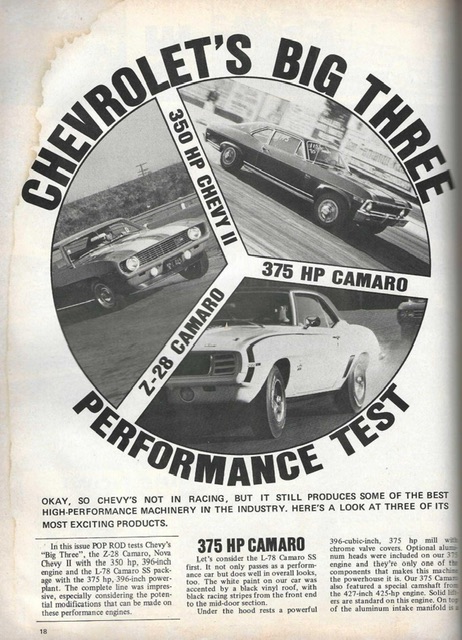 CHEVROLET'S BIG THREE
350 HP CHEVY II
375 HP CAMARO
Z-28 CAMARO
PERFORMANCE TEST
OKAY, SO CHEVY'S NOT IN RACING, BUT IT STILL PRODUCES SOME OF THE BEST
HIGH-PERFORMANCE MACHINERY IN THE INDUSTRY. HERE'S A LOOK AT THREE OF ITS
MOST EXCITING PRODUCTS.
In this issue POP ROD tests Chevy's
"Big Three", the Z-28 Camaro, Nova
Chevy II with the 350 hp, 396-inch
engine and the L-78 Camaro SS pack-
age with the 375 hp, 396-inch power-
plant. The complete line was impres-
sive, especially considering the poten-
tial modifications that can be made on
these performance engines.
375 HP CAMARO
Let's consider the L-78 Camaro SS
first. It not only passes a perform-
ance car but does well in overall looks,
too. The white paint on our car was
accented by a black vinyl roof, with
black racing stripes from the front end
to the mid-door section.
Under the hood rests a powerful
396-cubic-inch, 375 hp mill with
chrome valve covers. Optional alumi-
num heads were included on our 375
engine and they're only one of the
components that makes this machine
the powerhouse it is. Our 375 Camaro
also featured a special camshaft from
the 427-inch 425-hp engine. Solid lift-
ers are standard on this engine. On top
of the aluminum intake manifold is a
18